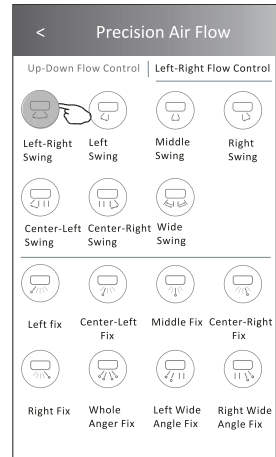 < Precision Air Flow
Up-Down Flow Control Left-Right Flow Control
Left-Right Swing
Left Swing
Middle Swing
Right Swing
Center-Left Swing
Center-Right Swing
Wide Swing
Left fix
Center-Left Fix
Middle Fix
Center-Right Fix
Right Fix
Whole Anger Fix
Left Wide Angle Fix
Right Wide Angle Fix